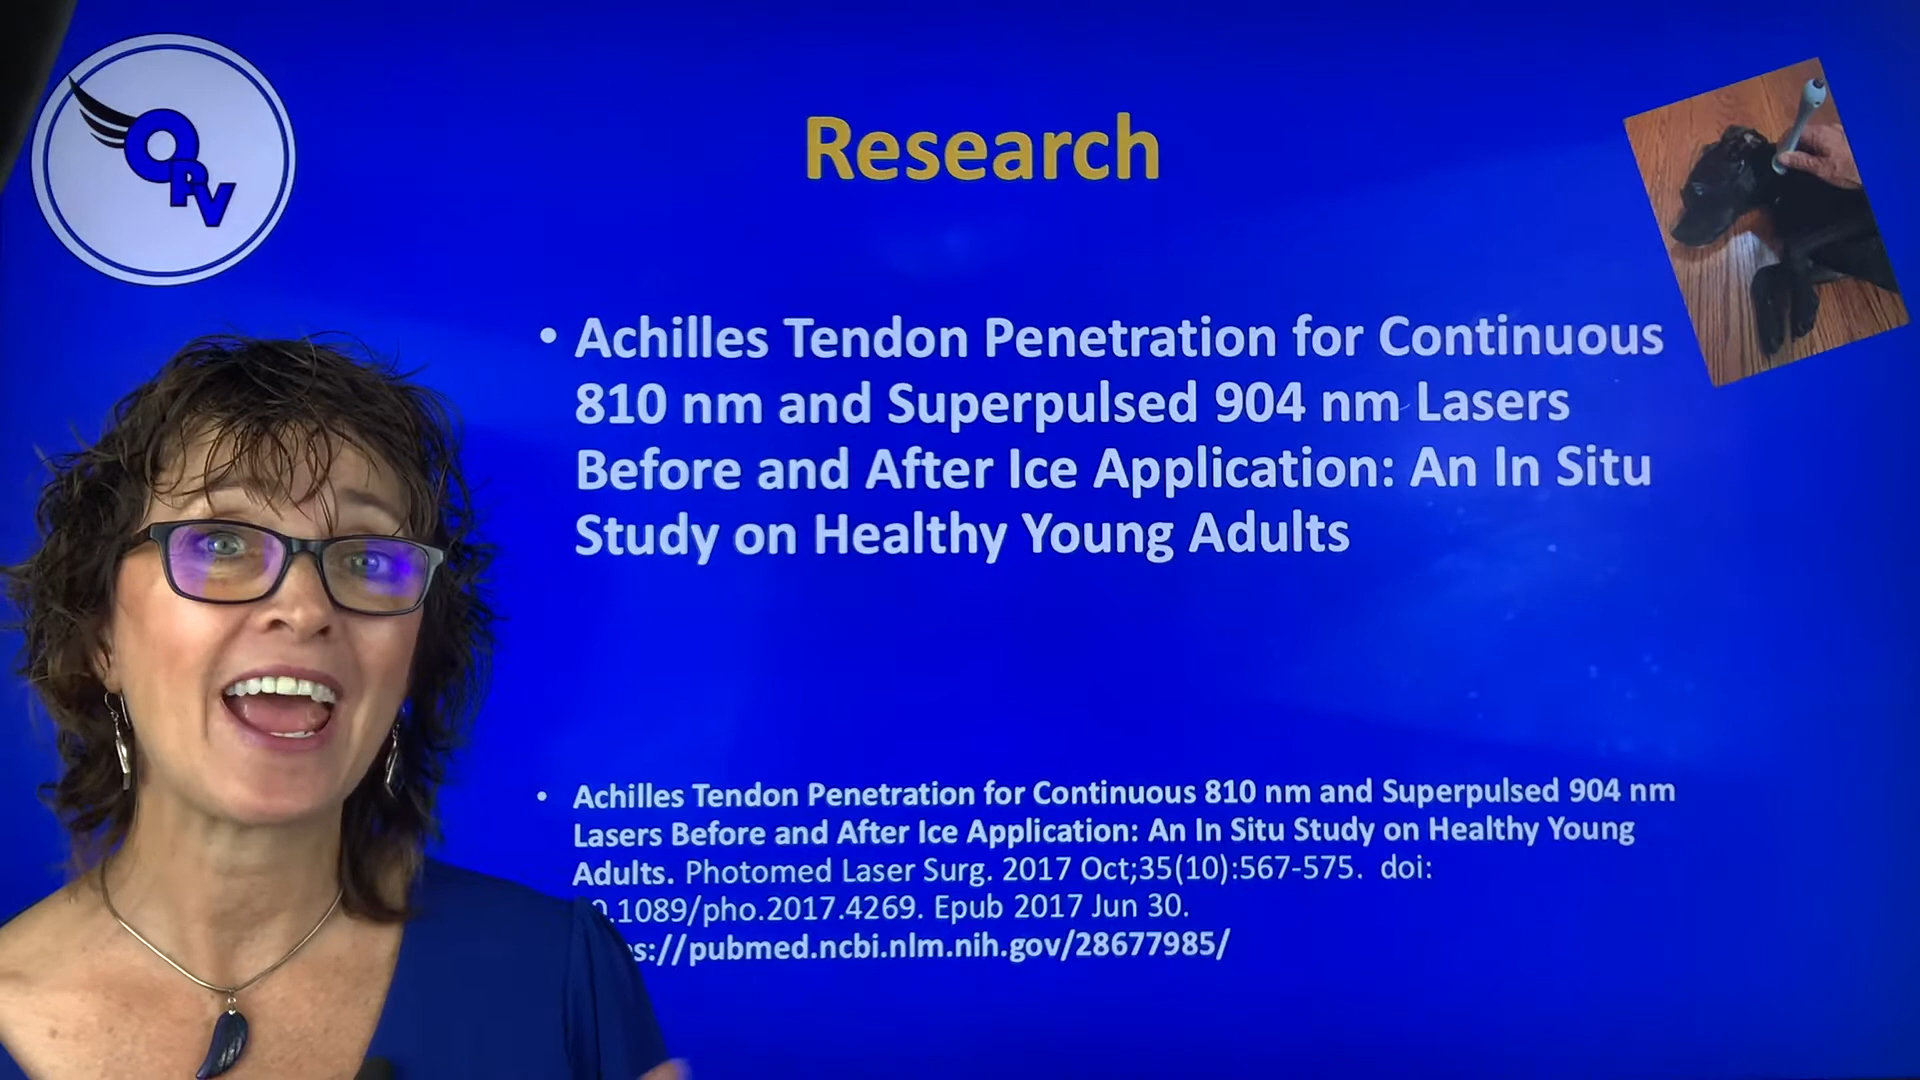 OPV
Research
• Achilles Tendon Penetration for Continuous
810 nm and Superpulsed 904 nm Lasers
Before and After Ice Application: An In Situ
Study on Healthy Young Adults
• Achilles Tendon Penetration for Continuous 810 nm and Superpulsed 904 nm
Lasers Before and After Ice Application: An In Situ Study on Healthy Young
Adults. Photomed Laser Surg. 2017 Oct;35(10):567-575. doi:
0.1089/pho.2017.4269. Epub 2017 Jun 30.
s://pubmed.ncbi.nlm.nih.gov/28677985/